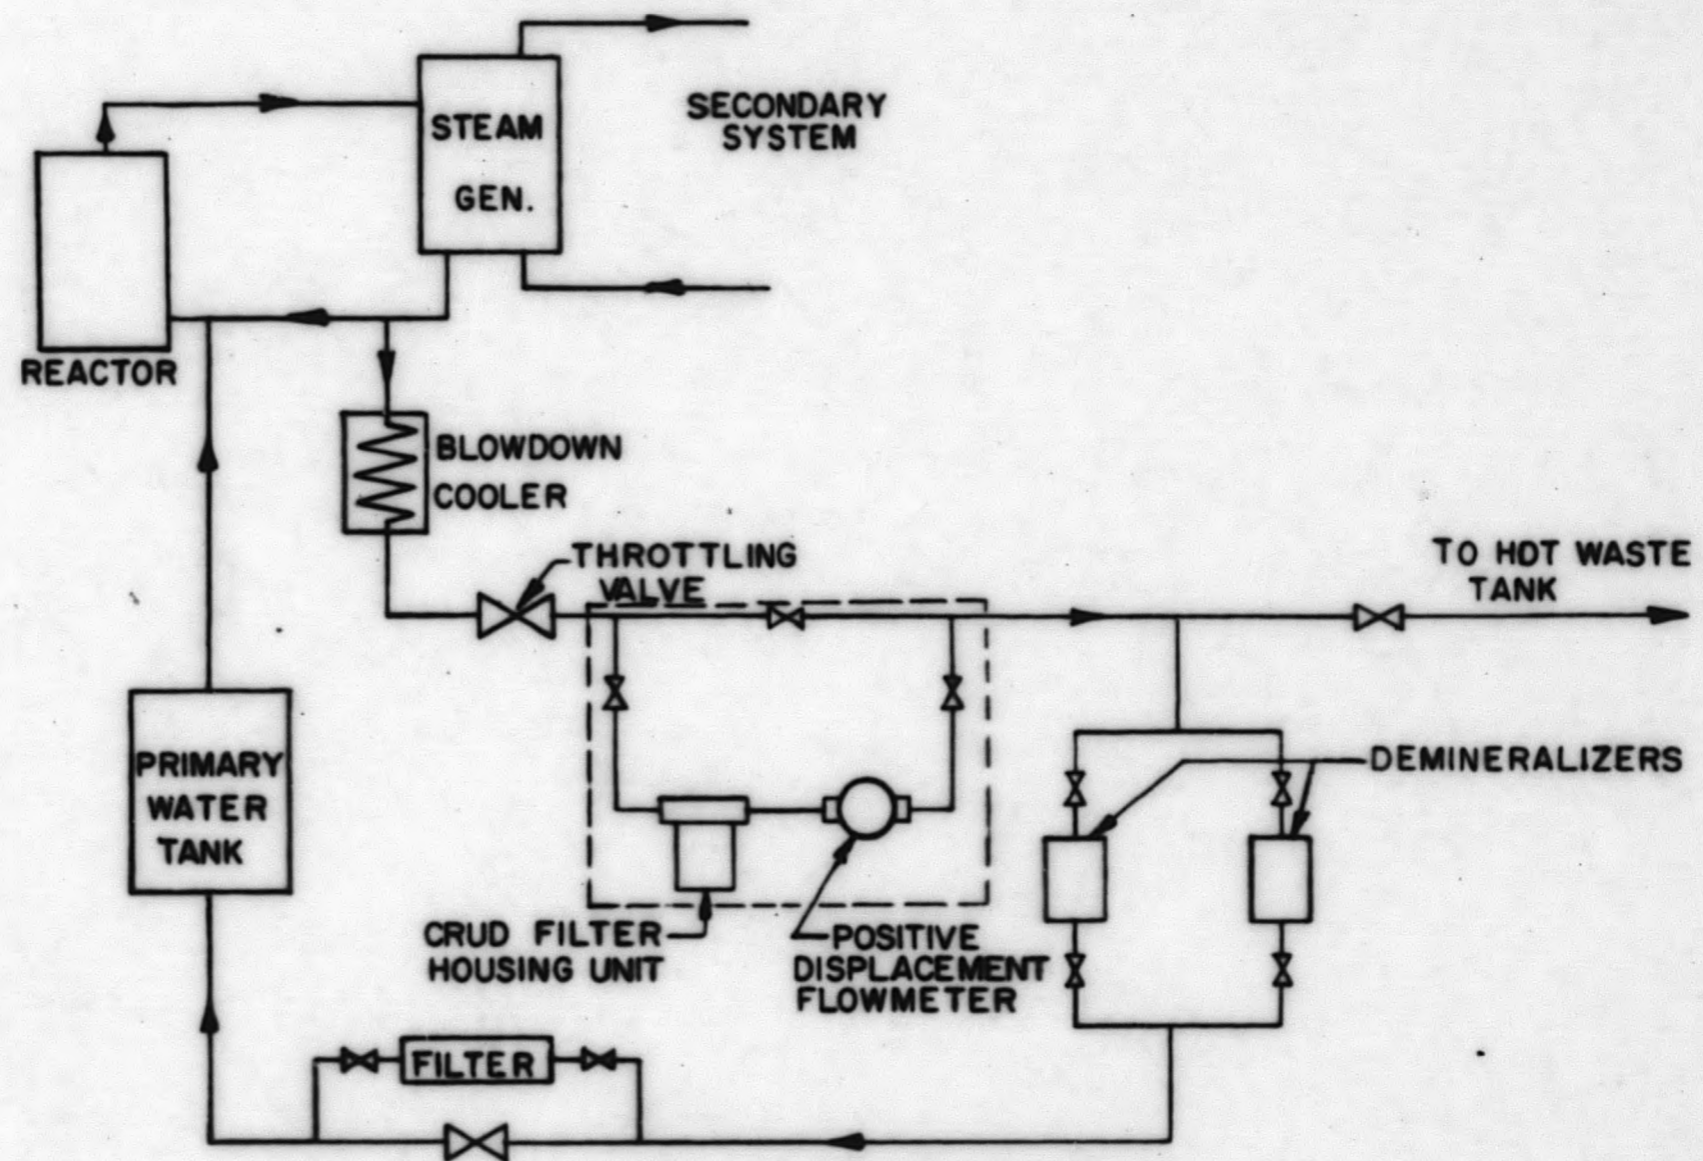 STEAM
GEN.
SECONDARY
SYSTEM
REACTOR
BLOWDOWN
COOLER
THROTTLING
VALVE
TO HOT WASTE
TANK
PRIMARY
WATER
TANK
DEMINERALIZERS
CRUD FILTER
HOUSING UNIT
POSITIVE
DISPLACEMENT
FLOWMETER
FILTER